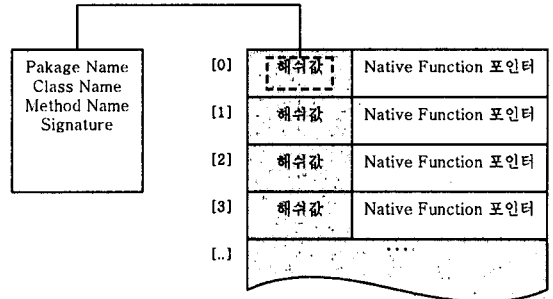 Pakage Name
Class Name
Method Name
Signature
[0] 해쉬값 Native Function 포인터
[1] 해쉬값 Native Function 포인터
[2] 해쉬값 Native Function 포인터
[3] 해쉬값 Native Function 포인터
[..] ....